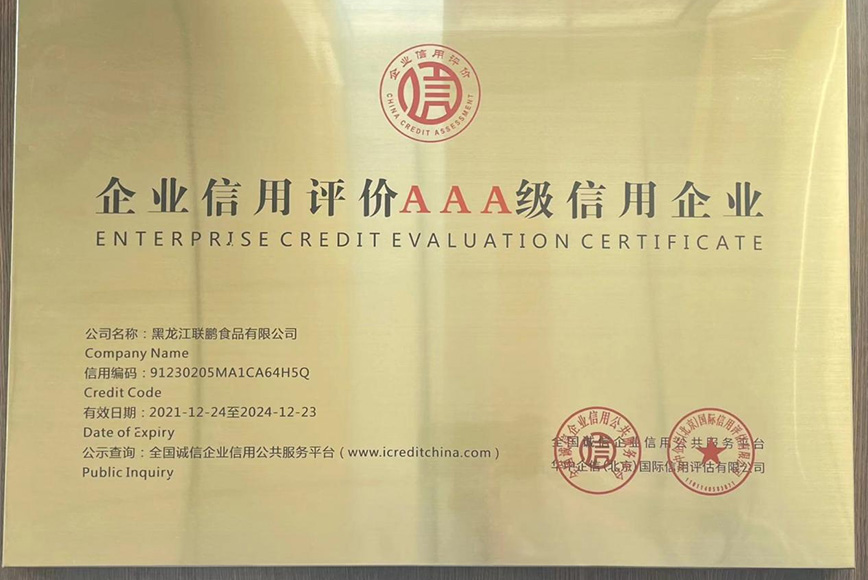 企业信用评价
CHINA CREDIT ASSESSMENT
信
企业信用评价AAA级信用企业
ENTERPRISE CREDIT EVALUATION CERTIFICATE
公司名称：黑龙江联鹏食品有限公司
Company Name
信用编码：91230205MA1CA64H5Q
Credit Code
有效日期：2021-12-24至2024-12-23
Date of Expiry
公示查询：全国诚信企业信用公共服务平台（www.icreditchina.com）
Public Inquiry
全国诚信企业信用公共服务平台
(北京)国际信用评估有限公司